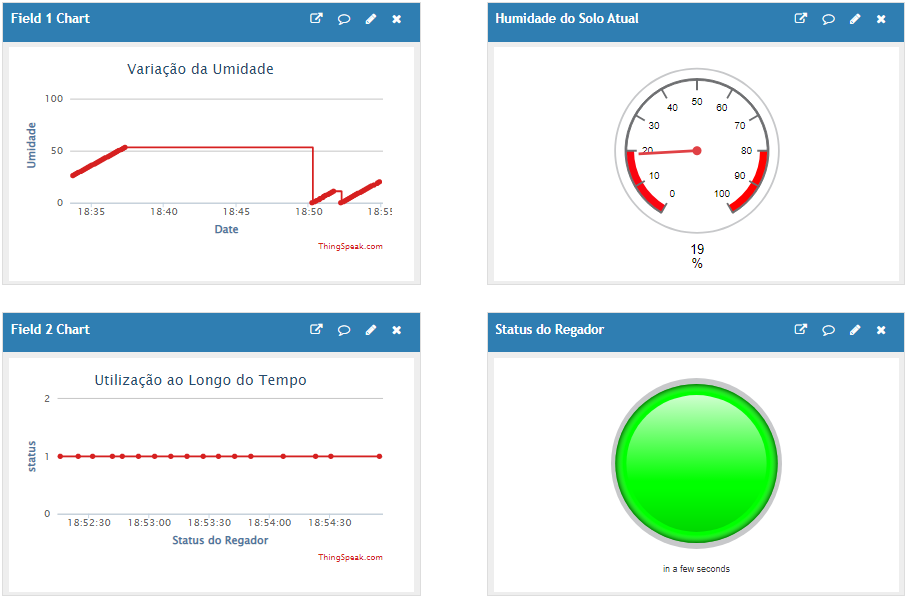 Field 1 Chart
Variação da Umidade
Umidade
100
50
0
18:35 18:40 18:45 18:50 18:55
Date
ThingSpeak.com
Humidade do Solo Atual
0 10 20 30 40 50 60 70 80 90 100
19
%
Field 2 Chart
Utilização ao Longo do Tempo
status
2
1
0
18:52:30 18:53:00 18:53:30 18:54:00 18:54:30
Status do Regador
ThingSpeak.com
Status do Regador
in a few seconds